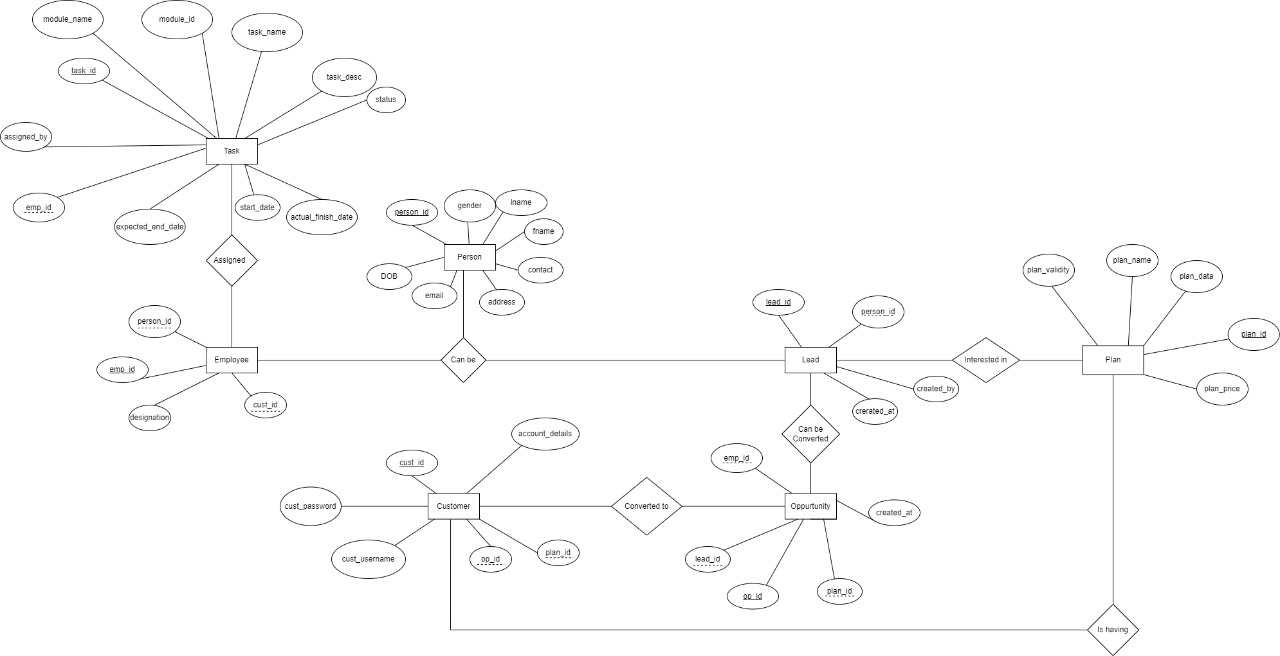 module_name
module_id
task_name
task_id
task_desc
status
assigned_by
Task
emp_id
expected_end_date
start_date
actual_finish_date
person_id
gender
lname
fname
Person
Assigned
DOB
email
address
contact
plan_validity
plan_name
plan_data
plan_id
plan_price
lead_id
person_id
person_id
Employee
Can be
Lead
Interested in
Plan
emp_id
designation
cust_id
created_by
crerated_at
Can be
Converted
account_details
cust_id
emp_id
cust_password
Customer
Converted to
Oppurtunity
created_at
cust_username
op_id
plan_id
lead_id
op_id
plan_id
Is having